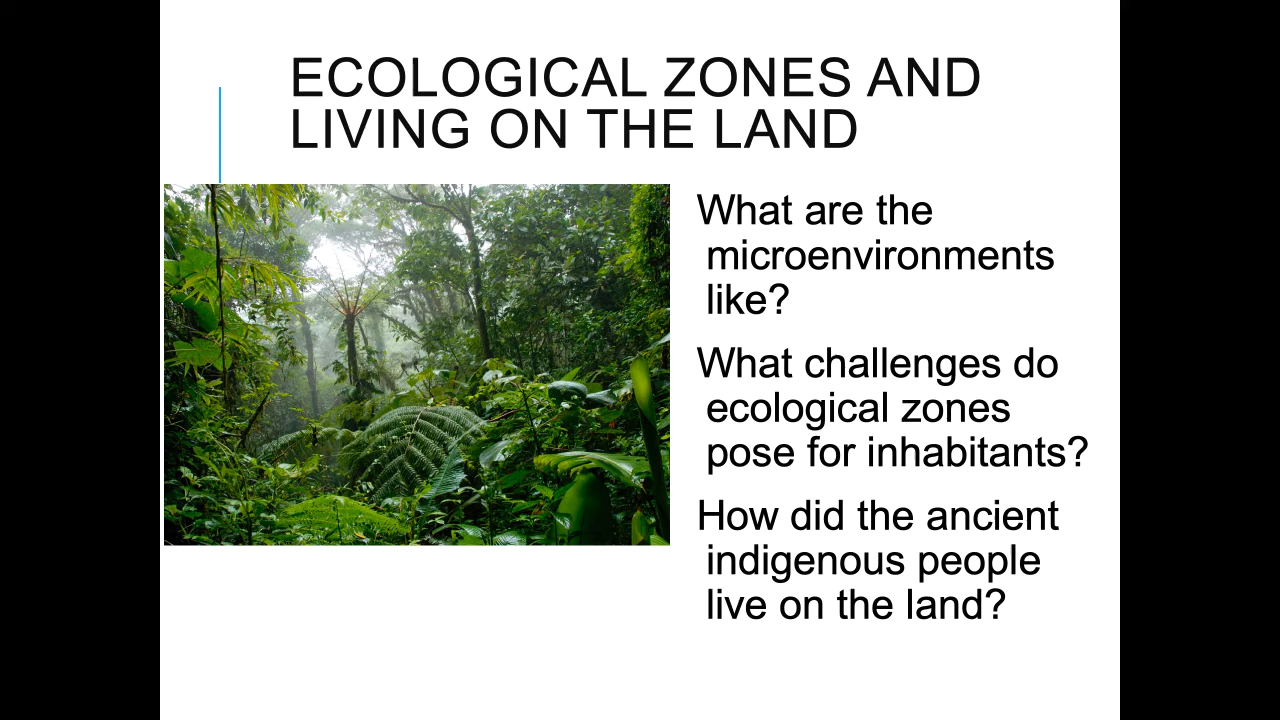 ECOLOGICAL ZONES AND
LIVING ON THE LAND
What are the
microenvironments
like?
What challenges do
ecological zones
pose for inhabitants?
How did the ancient
indigenous people
live on the land?